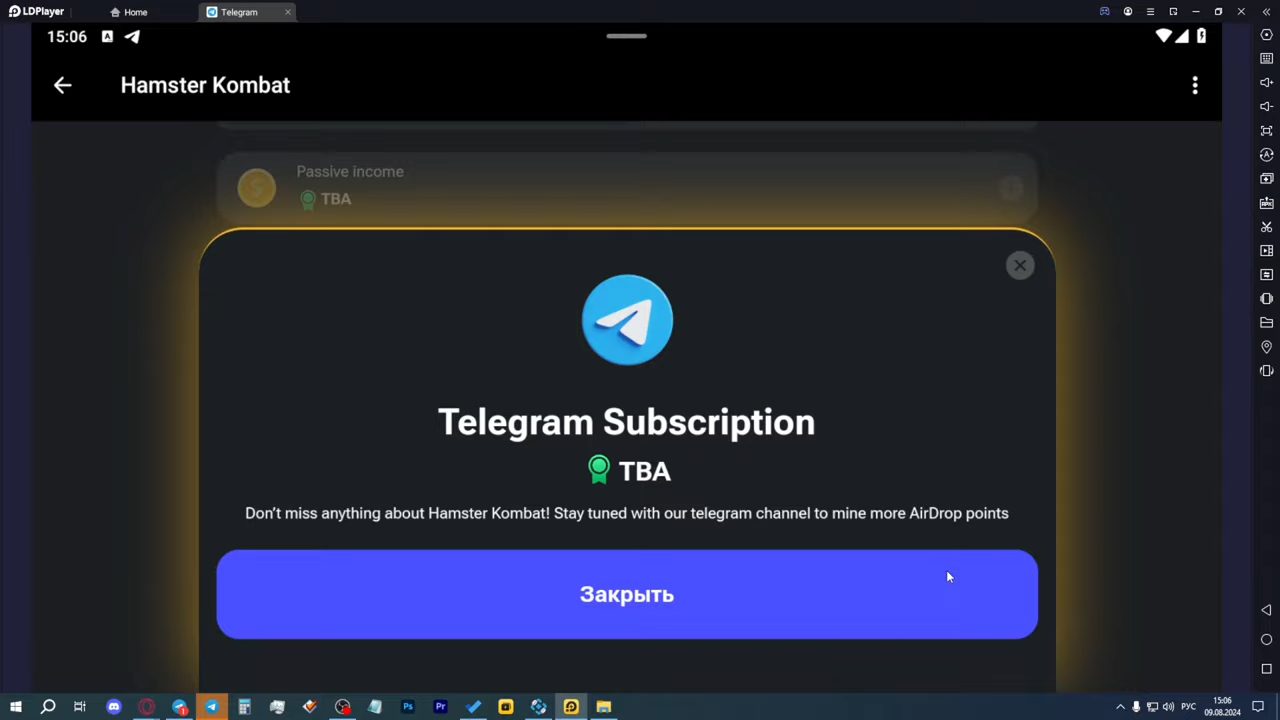 LDPlayer
Home
Telegram
15:06
Hamster Kombat
Passive income
TBA
Telegram Subscription
TBA
Don't miss anything about Hamster Kombat! Stay tuned with our telegram channel to mine more AirDrop points
Закрыть
РУС
15:06
09.08.2024